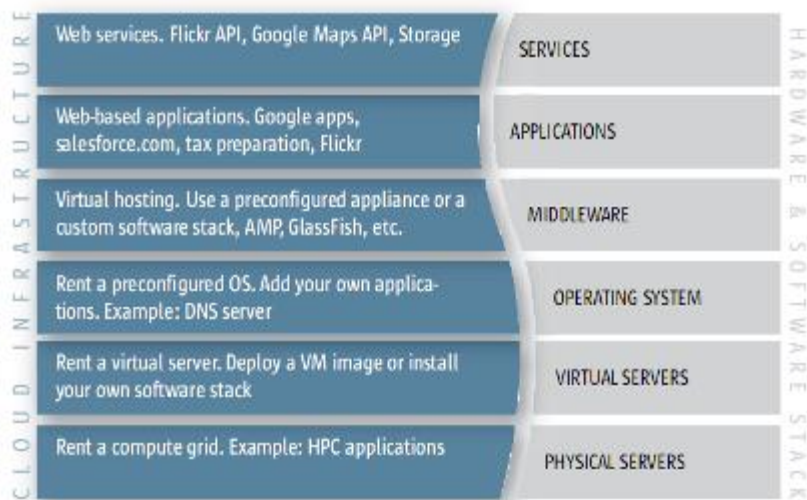 CLOUD INFRASTRUCTURE
Web services. Flickr API, Google Maps API, Storage
SERVICES
Web-based applications. Google apps,
salesforce.com, tax preparation, Flickr
APPLICATIONS
Virtual hosting. Use a preconfigured appliance or a
custom software stack, AMP, GlassFish, etc.
MIDDLEWARE
Rent a preconfigured OS. Add your own applica-
tions. Example: DNS server
OPERATING SYSTEM
Rent a virtual server. Deploy a VM image or install
your own software stack
VIRTUAL SERVERS
Rent a compute grid. Example: HPC applications
PHYSICAL SERVERS
HARDWARE & SOFTWARE STACK